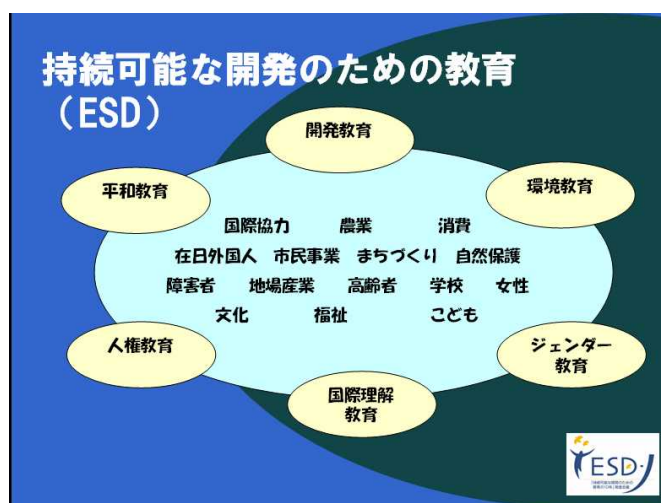 持続可能な開発のための教育
（ESD）
開発教育
平和教育
環境教育
国際協力 農業 消費
在日外国人 市民事業 まちづくり 自然保護
障害者 地場産業 高齢者 学校 女性
文化 福祉 こども
人権教育
ジェンダー
教育
国際理解
教育
ESD-J